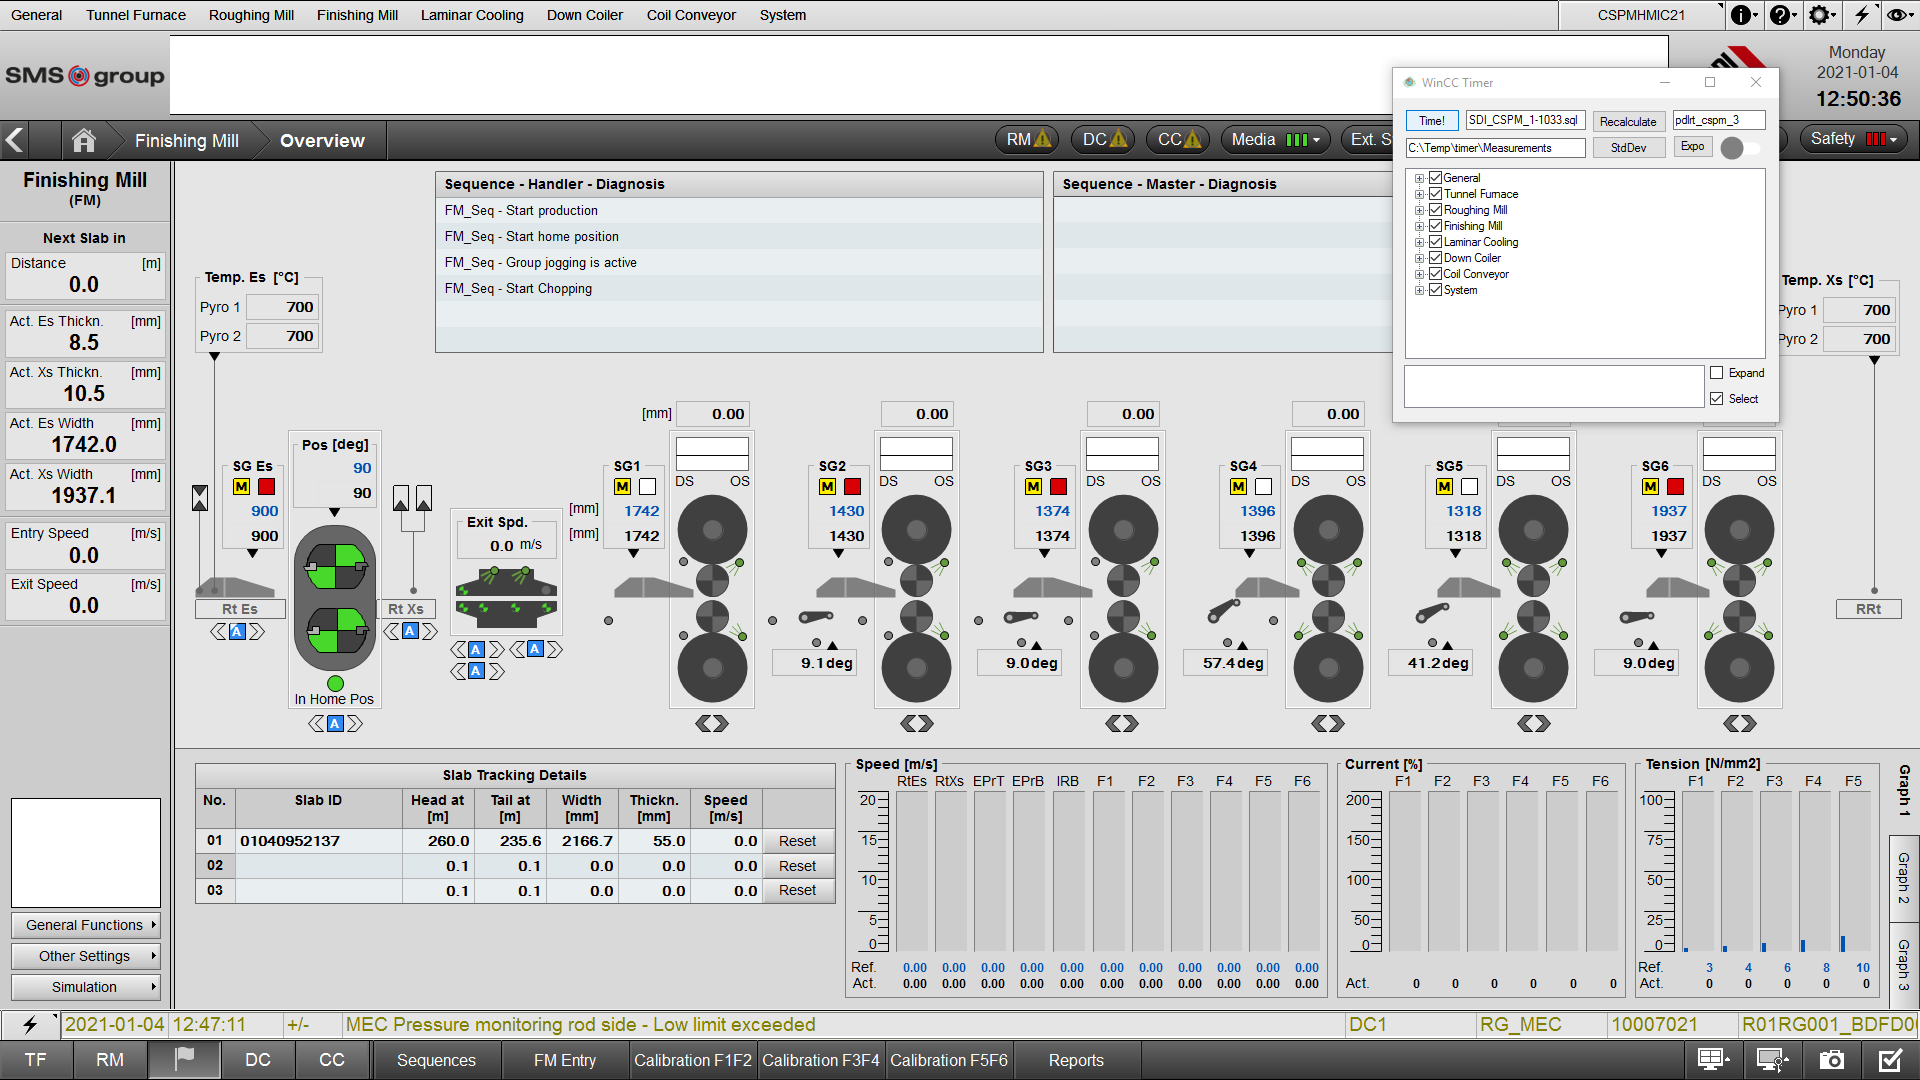 General Tunnel Furnace Roughing Mill Finishing Mill Laminar Cooling Down Coiler Coil Conveyor System CSPMHMIC21
SMS group
Monday
2021-01-04
12:50:36
Finishing Mill Overview RM DC CC Media Ext. S Safety
WinCC Timer
Time! SDI_CSPM_1-1033.sql Recalculate pdlrt_cspm_3
C:\Temp\timer\Measurements StdDev Expo
General
Tunnel Furnace
Roughing Mill
Finishing Mill
Laminar Cooling
Down Coiler
Coil Conveyor
System
Expand
Select
Finishing Mill
(FM)
Next Slab in
Distance [m]
0.0
Act. Es Thickn. [mm]
8.5
Act. Xs Thickn. [mm]
10.5
Act. Es Width [mm]
1742.0
Act. Xs Width [mm]
1937.1
Entry Speed [m/s]
0.0
Exit Speed [m/s]
0.0
General Functions
Other Settings
Simulation
Sequence - Handler - Diagnosis
FM_Seq - Start production
FM_Seq - Start home position
FM_Seq - Group jogging is active
FM_Seq - Start Chopping
Sequence - Master - Diagnosis
Temp. Es [°C]
Pyro 1 700
Pyro 2 700
Temp. Xs [°C]
Pyro 1 700
Pyro 2 700
[mm] 0.00 0.00 0.00 0.00
Pos [deg]
90
90
SG Es
M
900
900
Rt Es
A
In Home Pos
A
Rt Xs
A
Exit Spd.
0.0 m/s
A A
A
SG1 SG2 SG3 SG4 SG5 SG6
DS OS DS OS DS OS DS OS DS OS DS OS
M M M M M M
[mm] 1742 1430 1374 1396 1318 1937
[mm] 1742 1430 1374 1396 1318 1937
RRt
9.1 deg 9.0 deg 57.4 deg 41.2 deg 9.0 deg
Slab Tracking Details
No. Slab ID Head at [m] Tail at [m] Width [mm] Thickn. [mm] Speed [m/s]
01 01040952137 260.0 235.6 2166.7 55.0 0.0 Reset
02 0.1 0.1 0.0 0.0 0.0 Reset
03 0.1 0.1 0.0 0.0 0.0 Reset
Speed [m/s]
RtEs RtXs EPrT EPrB IRB F1 F2 F3 F4 F5 F6
20
15
10
5
0
Ref. 0.00 0.00 0.00 0.00 0.00 0.00 0.00 0.00 0.00 0.00 0.00
Act. 0.00 0.00 0.00 0.00 0.00 0.00 0.00 0.00 0.00 0.00 0.00
Current [%]
F1 F2 F3 F4 F5 F6
200
150
100
50
0
Act. 0 0 0 0 0 0
Tension [N/mm2]
F1 F2 F3 F4 F5
100
75
50
25
0
Ref. 3 4 6 8 10
Act. 0 0 0 0 0
Graph 1
Graph 2
Graph 3
2021-01-04 12:47:11 +/- MEC Pressure monitoring rod side - Low limit exceeded DC1 RG_MEC 10007021 R01RG001_BDFD0
TF RM DC CC Sequences FM Entry Calibration F1F2 Calibration F3F4 Calibration F5F6 Reports